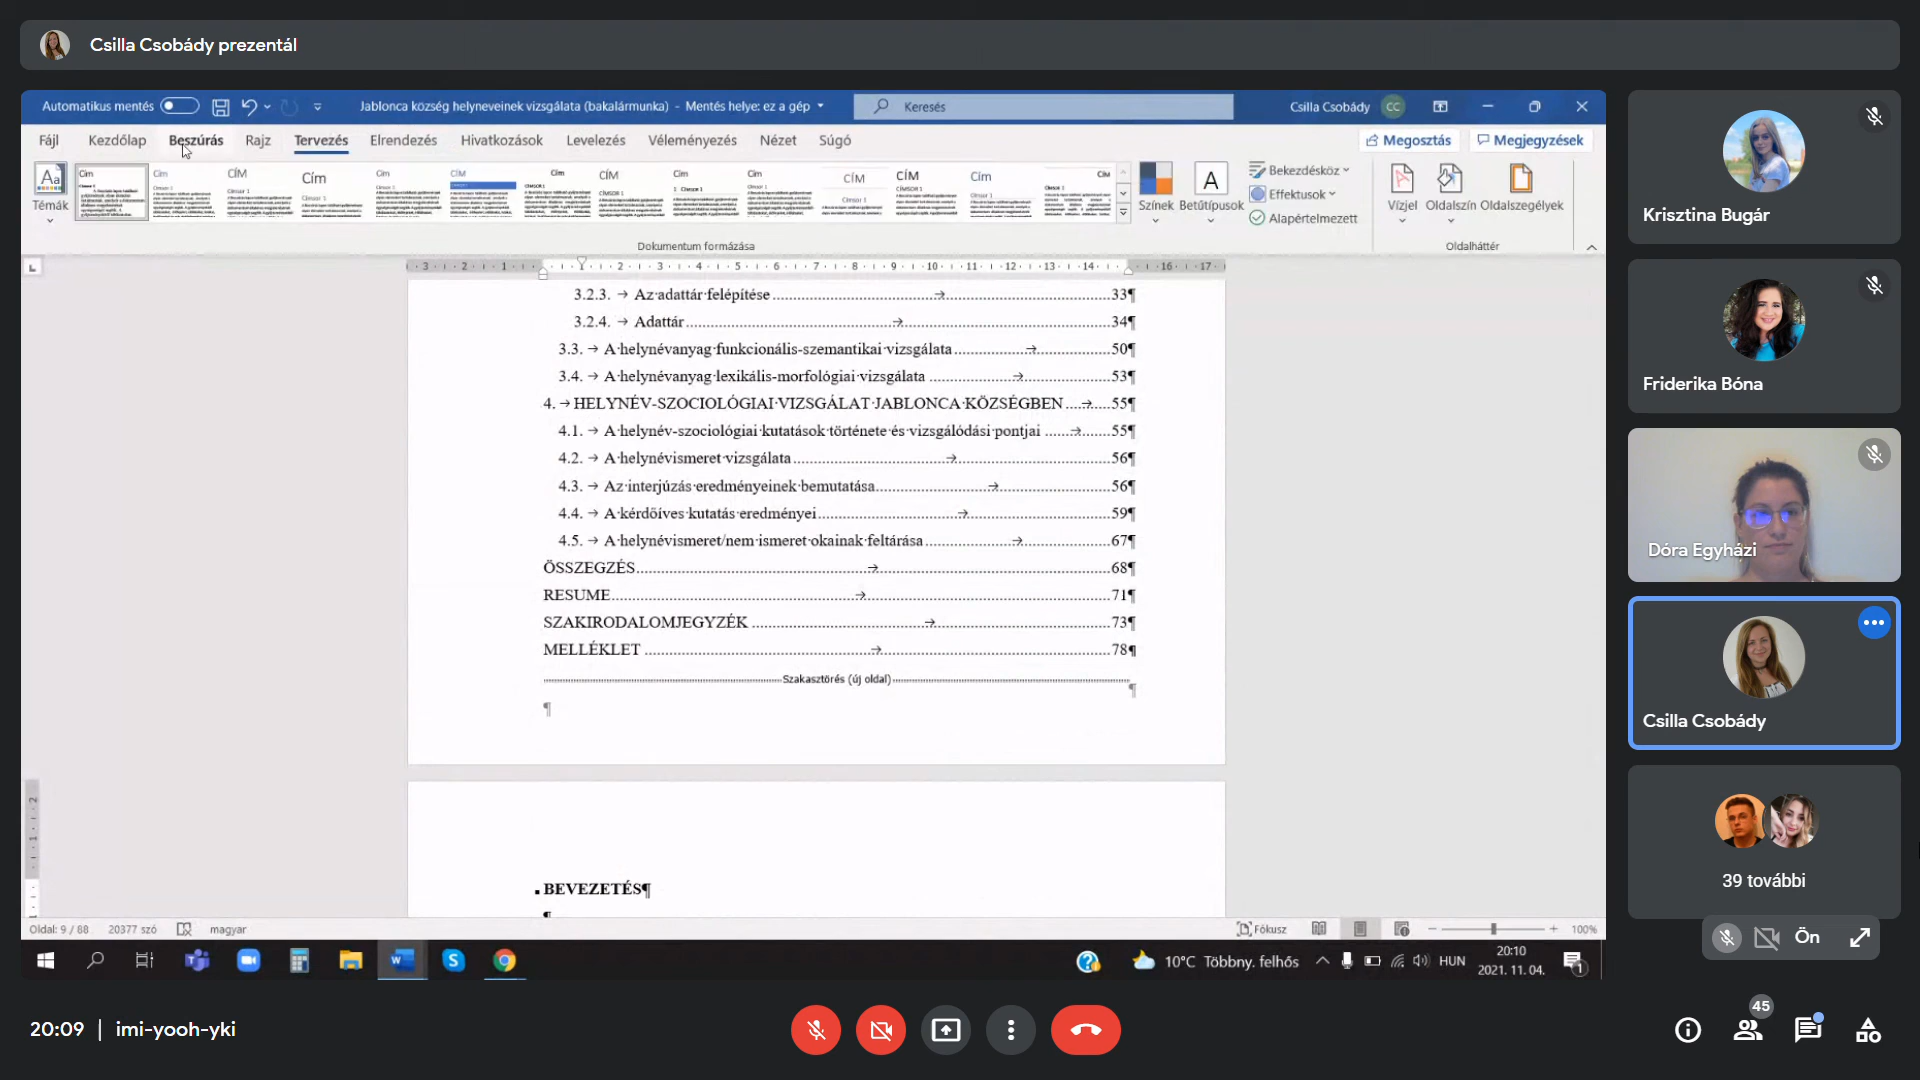 Csilla Csobády prezentál
Automatikus mentés
Jablonca község helyneveinek vizsgálata (bakalármunka) - Mentés helye: ez a gép
Keresés
Csilla Csobády CC
Fájl Kezdőlap Beszúrás Rajz Tervezés Elrendezés Hivatkozások Levelezés Véleményezés Nézet Súgó
Megosztás Megjegyzések
Témák
Színek Betűtípusok
Bekezdésköz
Effektusok
Alapértelmezett
Vízjel Oldalszín Oldalszegélyek
Dokumentum formázása
Oldalháttér
3.2.3. → Az·adattár·felépítése → 33¶
3.2.4. → Adattár → 34¶
3.3. → A·helynévanyag·funkcionális-szemantikai·vizsgálata → 50¶
3.4. → A·helynévanyag·lexikális-morfológiai·vizsgálata → 53¶
4. → HELYNÉV-SZOCIOLÓGIAI·VIZSGÁLAT·JABLONCA·KÖZSÉGBEN → 55¶
4.1. → A·helynév-szociológiai·kutatások·története·és·vizsgálódási·pontjai → 55¶
4.2. → A·helynévismeret·vizsgálata → 56¶
4.3. → Az·interjúzás·eredményeinek·bemutatása → 56¶
4.4. → A·kérdőíves·kutatás·eredményei → 59¶
4.5. → A·helynévismeret/nem·ismeret·okainak·feltárása → 67¶
ÖSSZEGZÉS → 68¶
RESUME → 71¶
SZAKIRODALOMJEGYZÉK → 73¶
MELLÉKLET → 78¶
Szakasztörés (új oldal)
¶
¶
BEVEZETÉS¶
Oldal: 9 / 88 20377 szó magyar
Fókusz
100%
10°C Többny. felhős
HUN
20:10
2021. 11. 04.
1
Krisztina Bugár
Friderika Bóna
Dóra Egyházi
Csilla Csobády
39 további
Ön
20:09 | imi-yooh-yki
45